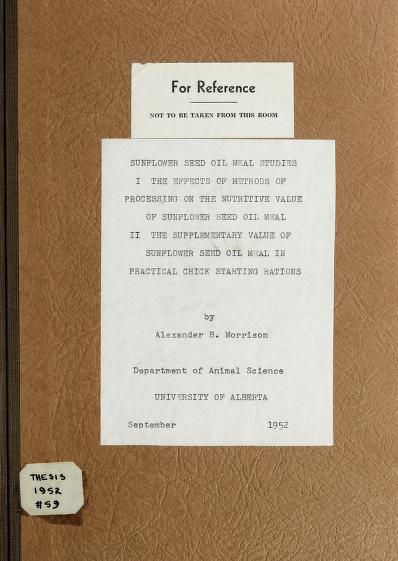 For Reference
NOT TO BE TAKEN FROM THIS ROOM
SUNFLOWER SEED OIL MEAL STUDIES
I THE EFFECTS OF METHODS OF
PROCESSING ON THE NUTRITIVE VALUE
OF SUNFLOWER SEED OIL MEAL
II THE SUPPLEMENTARY VALUE OF
SUNFLOWER SEED OIL MEAL IN
PRACTICAL CHICK STARTING RATIONS
by
Alexander B. Morrison
Department of Animal Science
UNIVERSITY OF ALBERTA
September 1952
THESIS
1952
#59